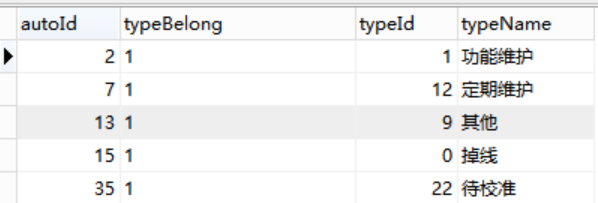 autoId typeBelong typeId typeName
2 1 1 功能维护
7 1 12 定期维护
13 1 9 其他
15 1 0 掉线
35 1 22 待校准